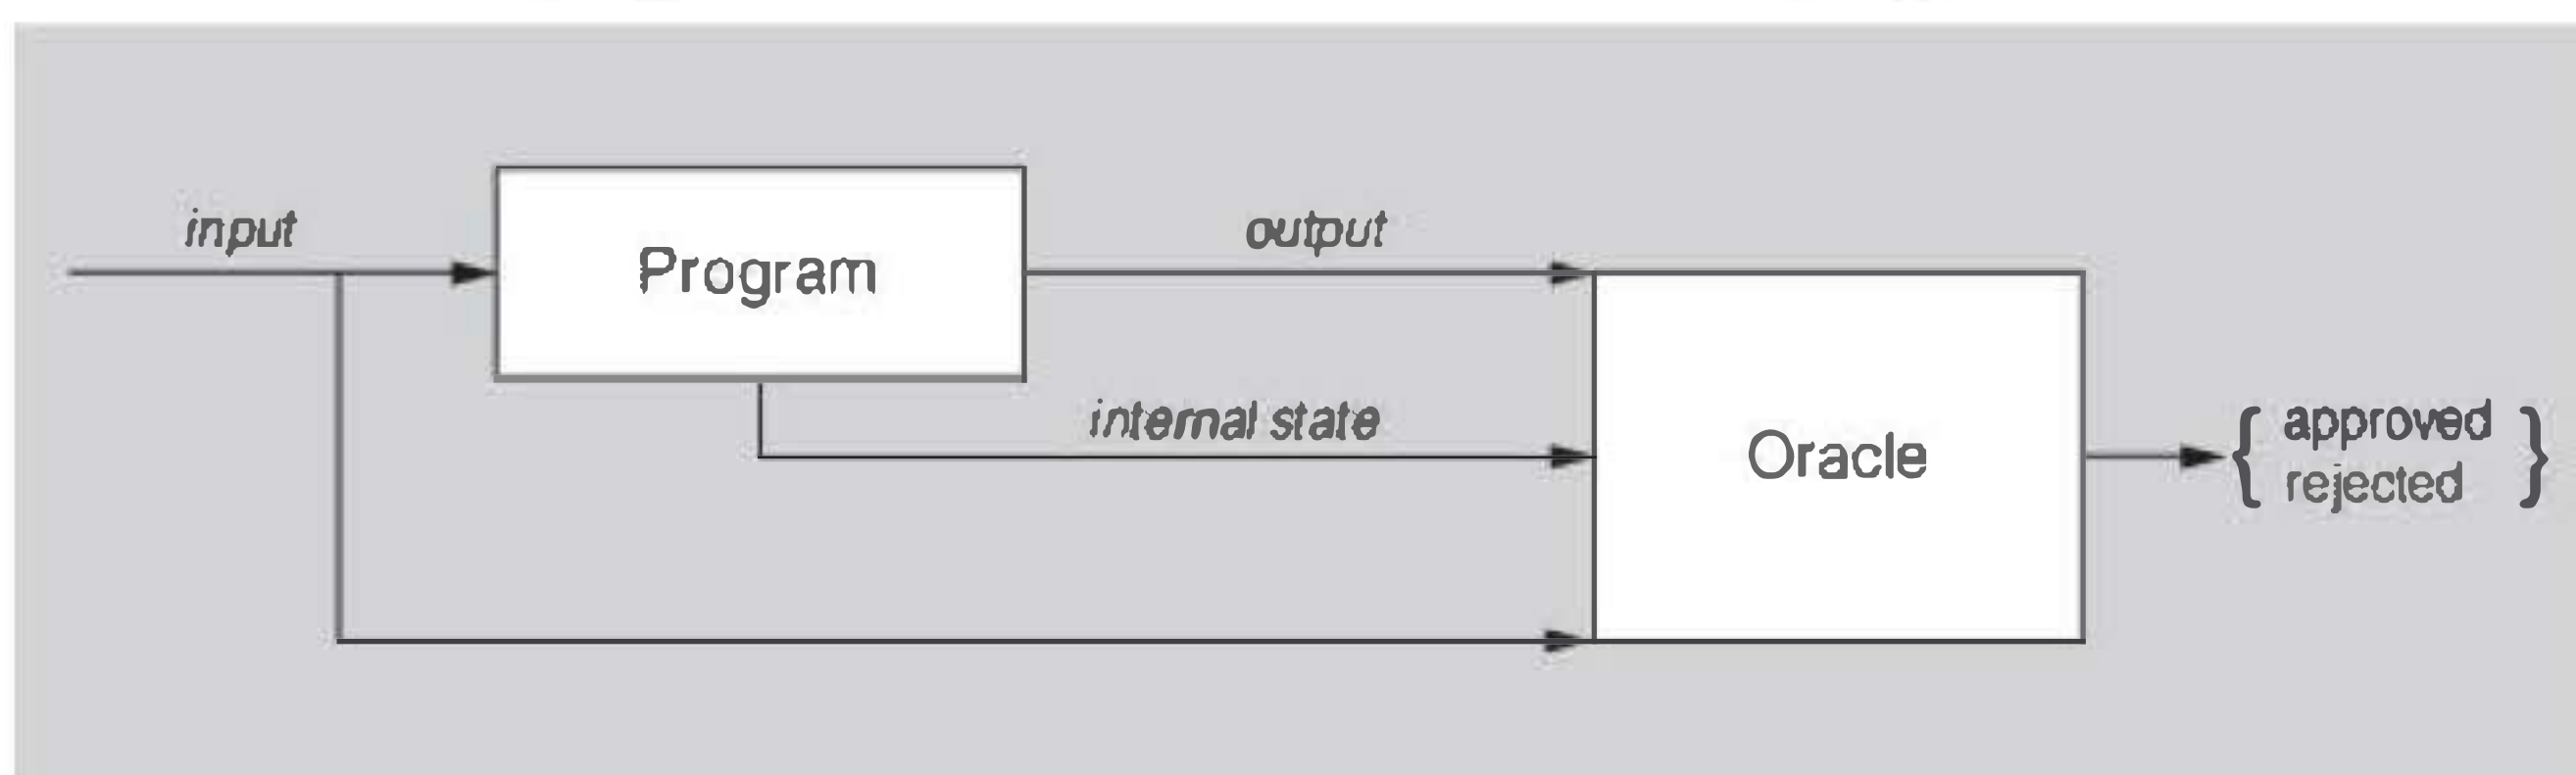 input
Program
output
internal state
Oracle
{ approved
rejected }